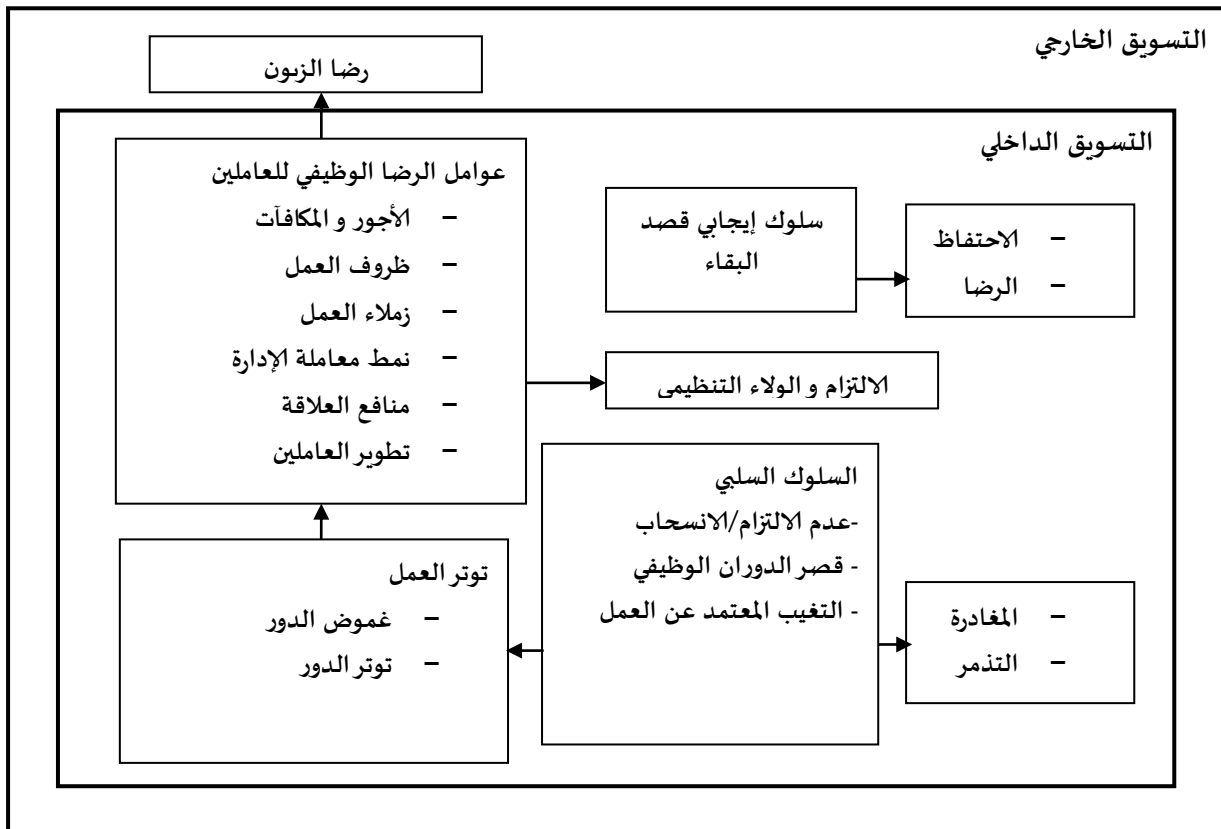 التسويق الخارجي
رضا الزبون
التسويق الداخلي
عوامل الرضا الوظيفي للعاملين
– الأجور و المكافآت
– ظروف العمل
– زملاء العمل
– نمط معاملة الإدارة
– منافع العلاقة
– تطوير العاملين
سلوك إيجابي قصد
البقاء
– الاحتفاظ
– الرضا
الالتزام و الولاء التنظيمي
السلوك السلبي
-عدم الالتزام/الانسحاب
- قصر الدوران الوظيفي
- التغيب المعتمد عن العمل
توتر العمل
– غموض الدور
– توتر الدور
– المغادرة
– التذمر